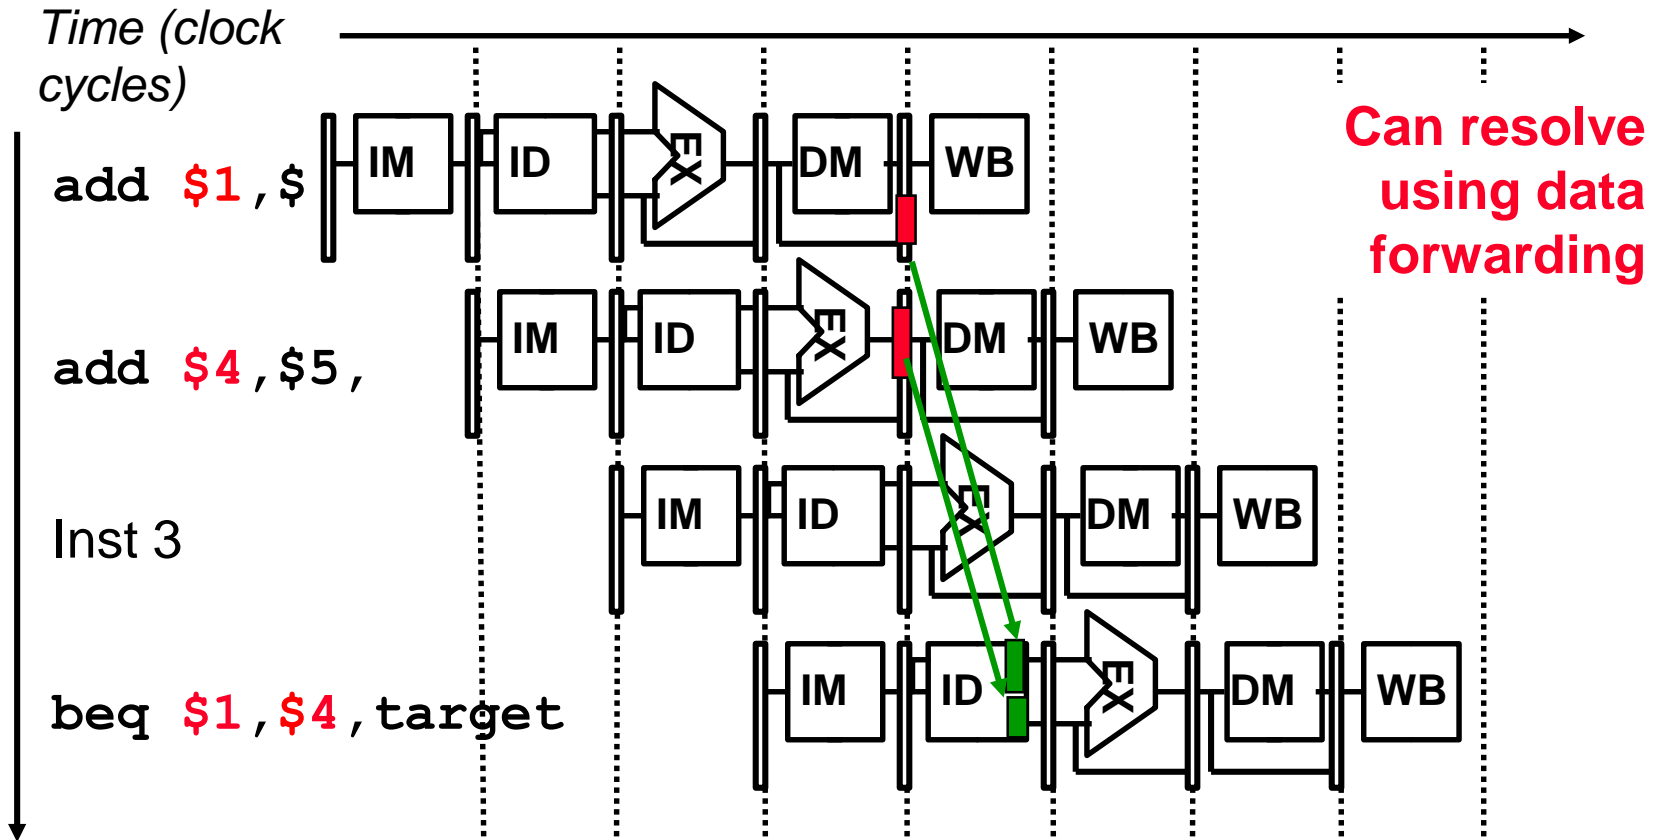 Time (clock
cycles)
Can resolve
using data
forwarding
add $1,$ IM ID EX DM WB
add $4,$5, IM ID EX DM WB
Inst 3 IM ID EX DM WB
beq $1,$4,target IM ID EX DM WB